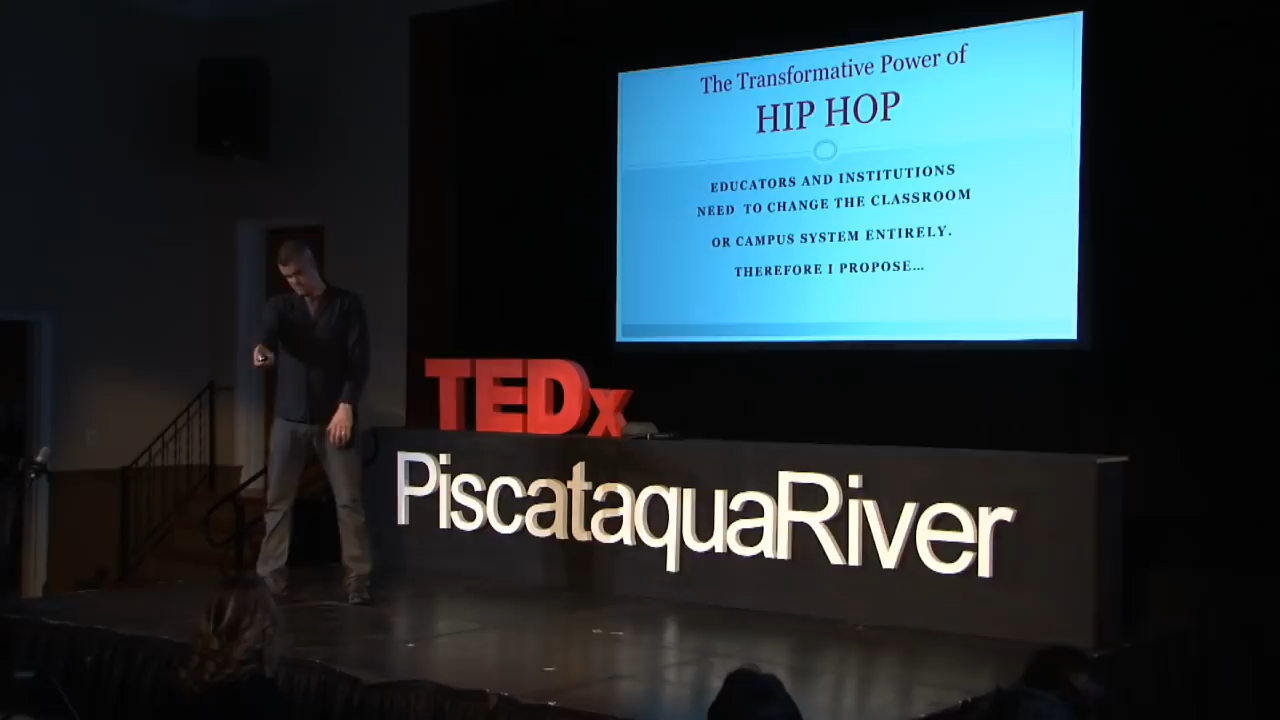 The Transformative Power of
HIP HOP
EDUCATORS AND INSTITUTIONS
NEED TO CHANGE THE CLASSROOM
OR CAMPUS SYSTEM ENTIRELY.
THEREFORE I PROPOSE...
TEDx
PiscataquaRiver